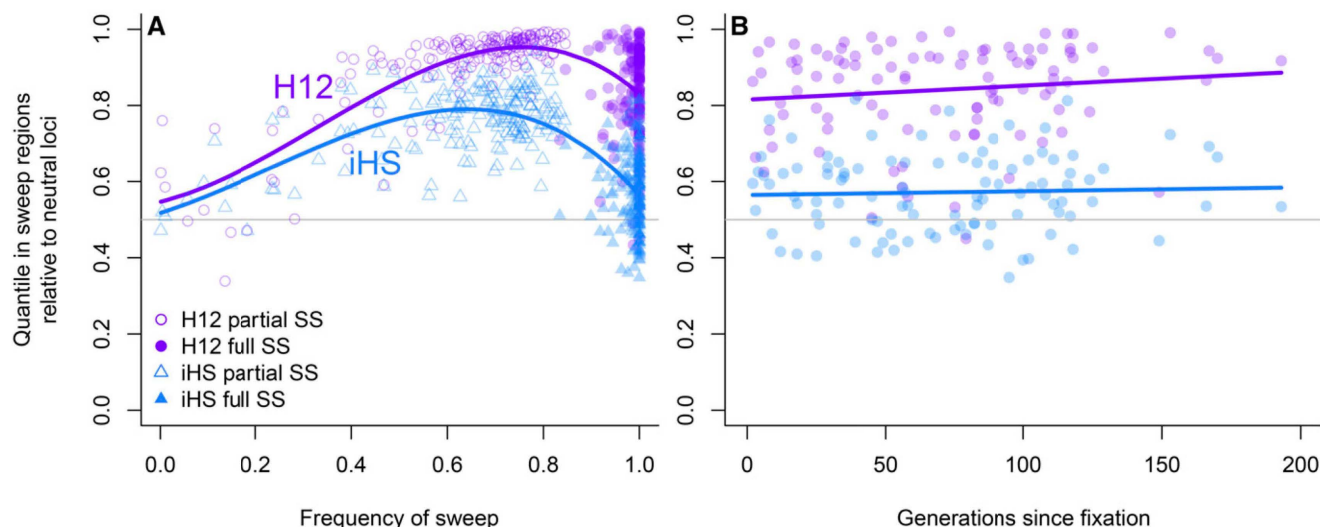 A
B
Quantile in sweep regions
relative to neutral loci
1.0
0.8
0.6
0.4
0.2
0.0
H12
iHS
H12 partial SS
H12 full SS
iHS partial SS
iHS full SS
0.0 0.2 0.4 0.6 0.8 1.0
Frequency of sweep
1.0
0.8
0.6
0.4
0.2
0.0
0 50 100 150 200
Generations since fixation